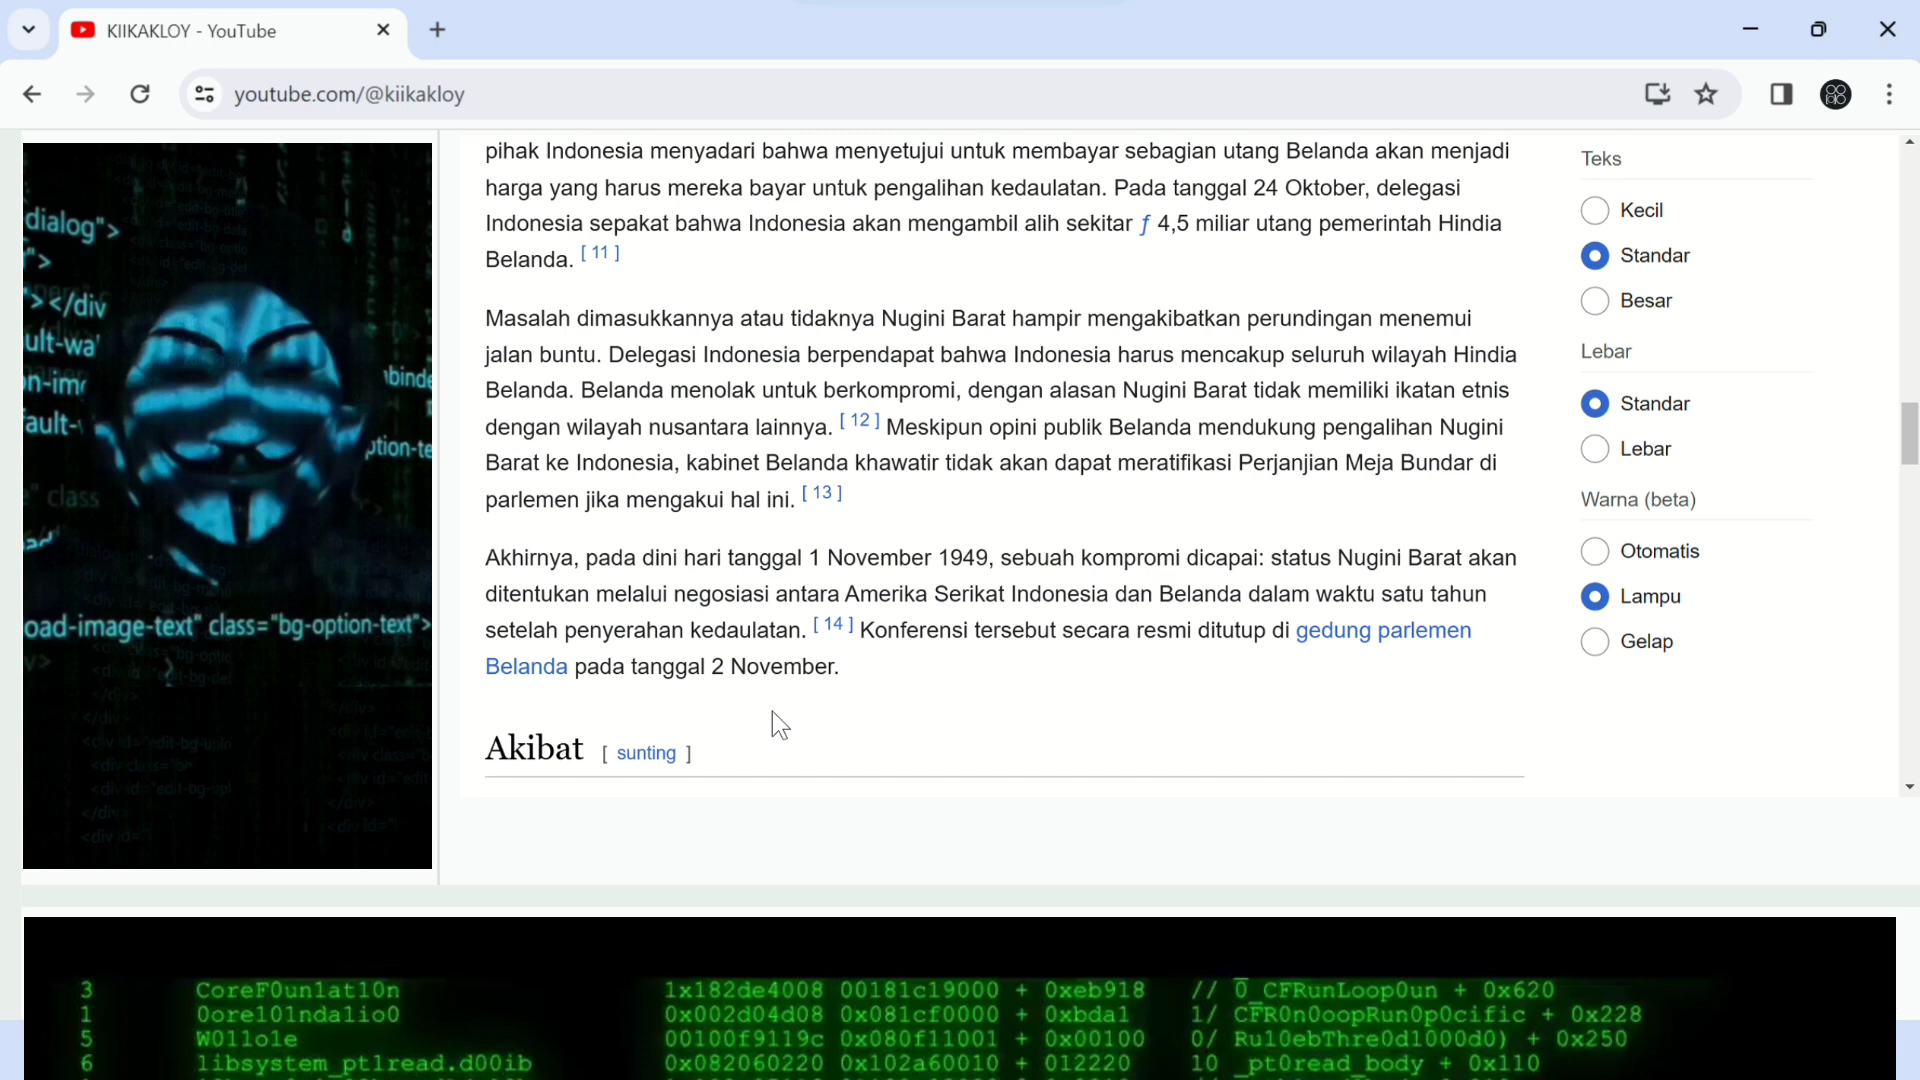 KIIKAKLOY - YouTube
youtube.com/@kiikakloy
pihak Indonesia menyadari bahwa menyetujui untuk membayar sebagian utang Belanda akan menjadi
harga yang harus mereka bayar untuk pengalihan kedaulatan. Pada tanggal 24 Oktober, delegasi
Indonesia sepakat bahwa Indonesia akan mengambil alih sekitar ƒ 4,5 miliar utang pemerintah Hindia
Belanda. [ 11 ]
Masalah dimasukkannya atau tidaknya Nugini Barat hampir mengakibatkan perundingan menemui
jalan buntu. Delegasi Indonesia berpendapat bahwa Indonesia harus mencakup seluruh wilayah Hindia
Belanda. Belanda menolak untuk berkompromi, dengan alasan Nugini Barat tidak memiliki ikatan etnis
dengan wilayah nusantara lainnya. [ 12 ] Meskipun opini publik Belanda mendukung pengalihan Nugini
Barat ke Indonesia, kabinet Belanda khawatir tidak akan dapat meratifikasi Perjanjian Meja Bundar di
parlemen jika mengakui hal ini. [ 13 ]
Akhirnya, pada dini hari tanggal 1 November 1949, sebuah kompromi dicapai: status Nugini Barat akan
ditentukan melalui negosiasi antara Amerika Serikat Indonesia dan Belanda dalam waktu satu tahun
setelah penyerahan kedaulatan. [ 14 ] Konferensi tersebut secara resmi ditutup di gedung parlemen
Belanda pada tanggal 2 November.
Akibat [ sunting ]
Teks
Kecil
Standar
Besar
Lebar
Standar
Lebar
Warna (beta)
Otomatis
Lampu
Gelap
dialog">
">
"></div
ult-wa'
n-im
ault-
" class
binde
ption-te
oad-image-text" class="bg-option-text">
3 CoreF0un1at10n 1x182de4008 00181c19000 + 0xeb918 // 0_CFRunLoop0un + 0x620
1 0ore101ndalio0 0x002d04d08 0x081cf0000 + 0xbda1 1/ CFR0n0oopRun0p0cific + 0x228
5 W0llole 00100f9119c 0x080f11001 + 0x00100 0/ Rul0ebThre0d1000d0) + 0x250
6 libsystem_pt1read.d00ib 0x082060220 0x102a60010 + 012220 10 _pt0read_body + 0x110